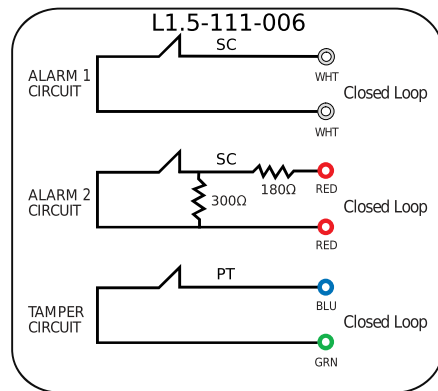 L1.5-111-006
SC
ALARM 1
CIRCUIT
WHT
Closed Loop
WHT
SC
ALARM 2
CIRCUIT
300Ω
180Ω
RED
Closed Loop
RED
PT
TAMPER
CIRCUIT
BLU
Closed Loop
GRN